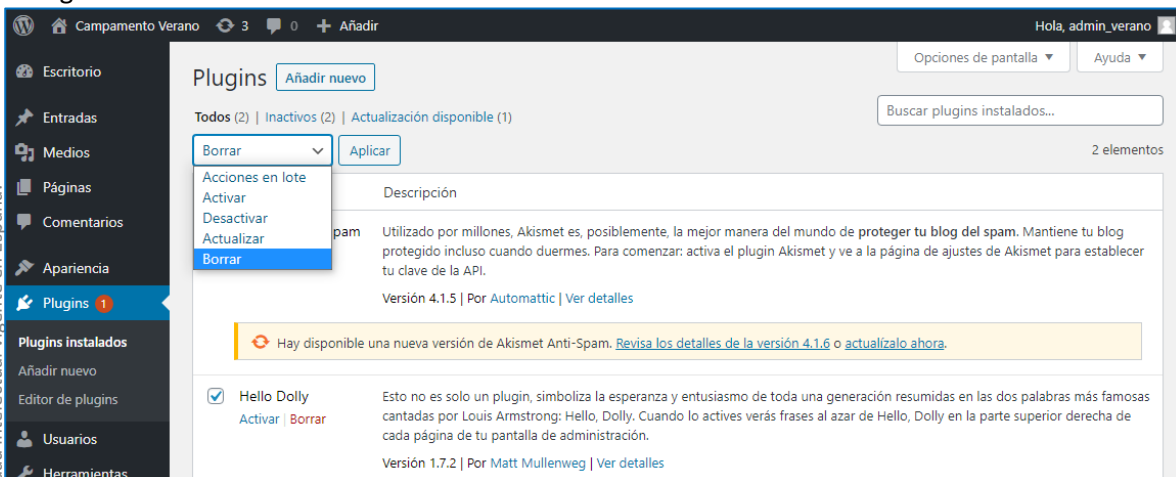 Campamento Verano 3 0 Añadir Hola, admin_verano
Opciones de pantalla Ayuda
Escritorio
Entradas
Medios
Páginas
Comentarios
Apariencia
Plugins 1
Plugins instalados
Añadir nuevo
Editor de plugins
Usuarios
Herramientas
Plugins Añadir nuevo
Todos (2) | Inactivos (2) | Actualización disponible (1)
Buscar plugins instalados...
Borrar Aplicar 2 elementos
Acciones en lote
Activar
Desactivar
Actualizar
Borrar
Descripción
pam
Utilizado por millones, Akismet es, posiblemente, la mejor manera del mundo de proteger tu blog del spam. Mantiene tu blog
protegido incluso cuando duermes. Para comenzar: activa el plugin Akismet y ve a la página de ajustes de Akismet para establecer
tu clave de la API.
Versión 4.1.5 | Por Automattic | Ver detalles
Hay disponible una nueva versión de Akismet Anti-Spam. Revisa los detalles de la versión 4.1.6 o actualízalo ahora.
Hello Dolly
Activar | Borrar
Esto no es solo un plugin, simboliza la esperanza y entusiasmo de toda una generación resumidas en las dos palabras más famosas
cantadas por Louis Armstrong: Hello, Dolly. Cuando lo actives verás frases al azar de Hello, Dolly en la parte superior derecha de
cada página de tu pantalla de administración.
Versión 1.7.2 | Por Matt Mullenweg | Ver detalles